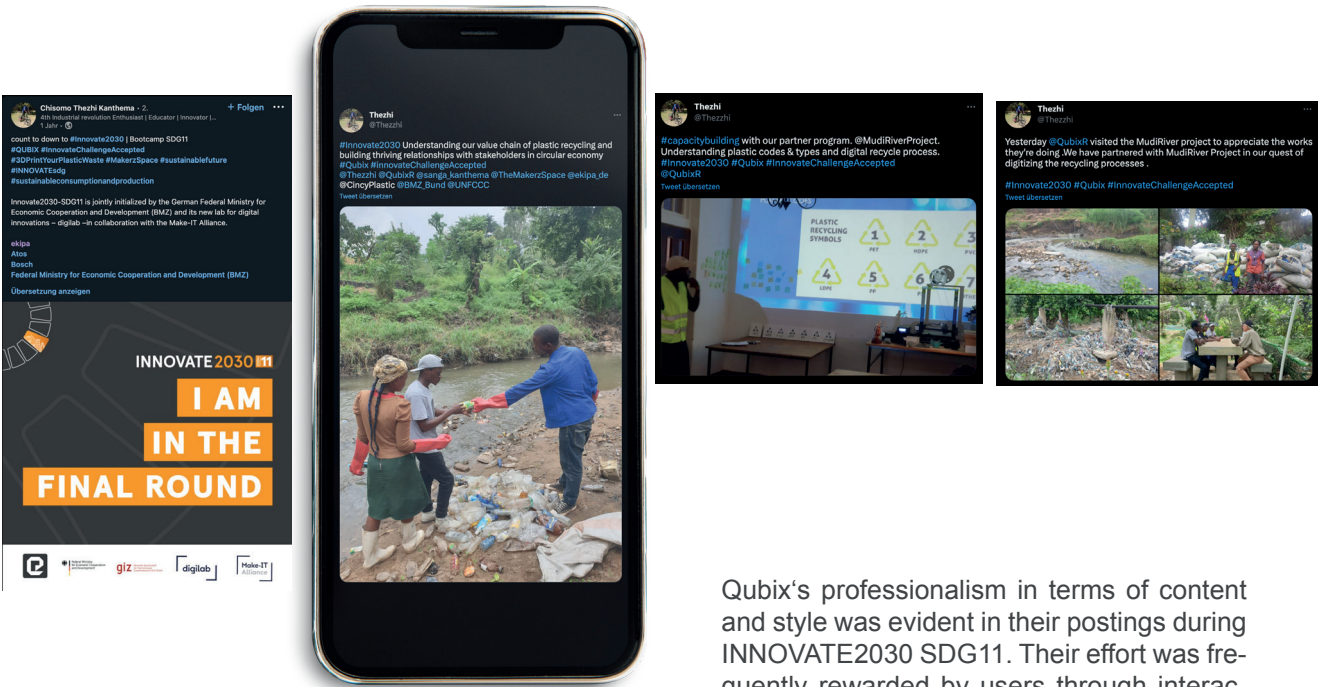 Chisomo Thezhi Kanthema · 2.
+ Folgen ···
4th Industrial revolution Enthusiast | Educator | Innovator |...
1 Jahr ·
count to down to #Innovate2030 | Bootcamp SDG11
#QUBIX #InnovateChallengeAccepted
#3DPrintYourPlasticWaste #MakerzSpace #sustainablefuture
#INNOVATEsdg
#sustainableconsumptionandproduction
Innovate2030-SDG11 is jointly initialized by the German Federal Ministry for
Economic Cooperation and Development (BMZ) and its new lab for digital
innovations – digilab –in collaboration with the Make-IT Alliance.
ekipa
Atos
Bosch
Federal Ministry for Economic Cooperation and Development (BMZ)
Übersetzung anzeigen
INNOVATE2030 11
I AM
IN THE
FINAL ROUND
giz
digilab
Make-IT
Alliance
Thezhi
@Thezzhi
#Innovate2030 Understanding our value chain of plastic recycling and
building thriving relationships with stakeholders in circular economy
#Qubix #InnovateChallengeAccepted
@Thezzhi @QubixR @sanga_kanthema @TheMakerzSpace @ekipa_de
@CincyPlastic @BMZ_Bund @UNFCCC
Tweet übersetzen
Thezhi
@Thezzhi
#capacitybuilding with our partner program. @MudiRiverProject.
Understanding plastic codes & types and digital recycle process.
#Innovate2030 #Qubix #InnovateChallengeAccepted
@QubixR
Tweet übersetzen
PLASTIC
RECYCLING
SYMBOLS
1
PET
2
HDPE
3
PVC
4
LDPE
5
PP
6
7
Thezhi
@Thezzhi
Yesterday @QubixR visited the MudiRiver project to appreciate the works
they're doing .We have partnered with MudiRiver Project in our quest of
digitizing the recycling processes .
#Innovate2030 #Qubix #InnovateChallengeAccepted
Tweet übersetzen
Qubix‘s professionalism in terms of content
and style was evident in their postings during
INNOVATE2030 SDG11. Their effort was fre-
quently rewarded by users through interac-